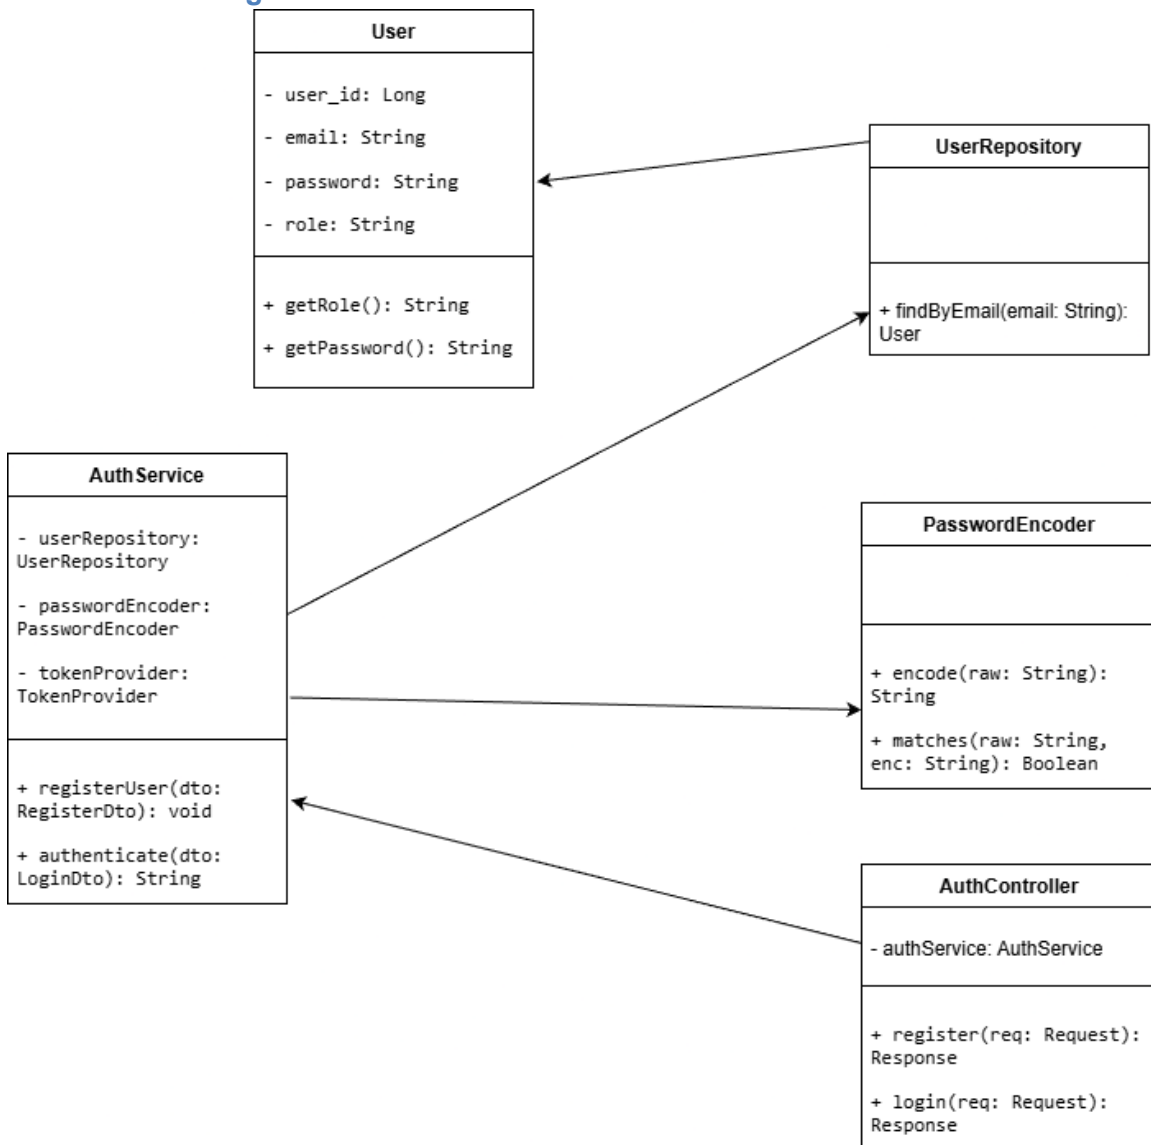 User
- user_id: Long
- email: String
- password: String
- role: String
+ getRole(): String
+ getPassword(): String
UserRepository
+ findByEmail(email: String):
User
AuthService
- userRepository:
UserRepository
- passwordEncoder:
PasswordEncoder
- tokenProvider:
TokenProvider
+ registerUser(dto:
RegisterDto): void
+ authenticate(dto:
LoginDto): String
PasswordEncoder
+ encode(raw: String):
String
+ matches(raw: String,
enc: String): Boolean
AuthController
- authService: AuthService
+ register(req: Request):
Response
+ login(req: Request):
Response